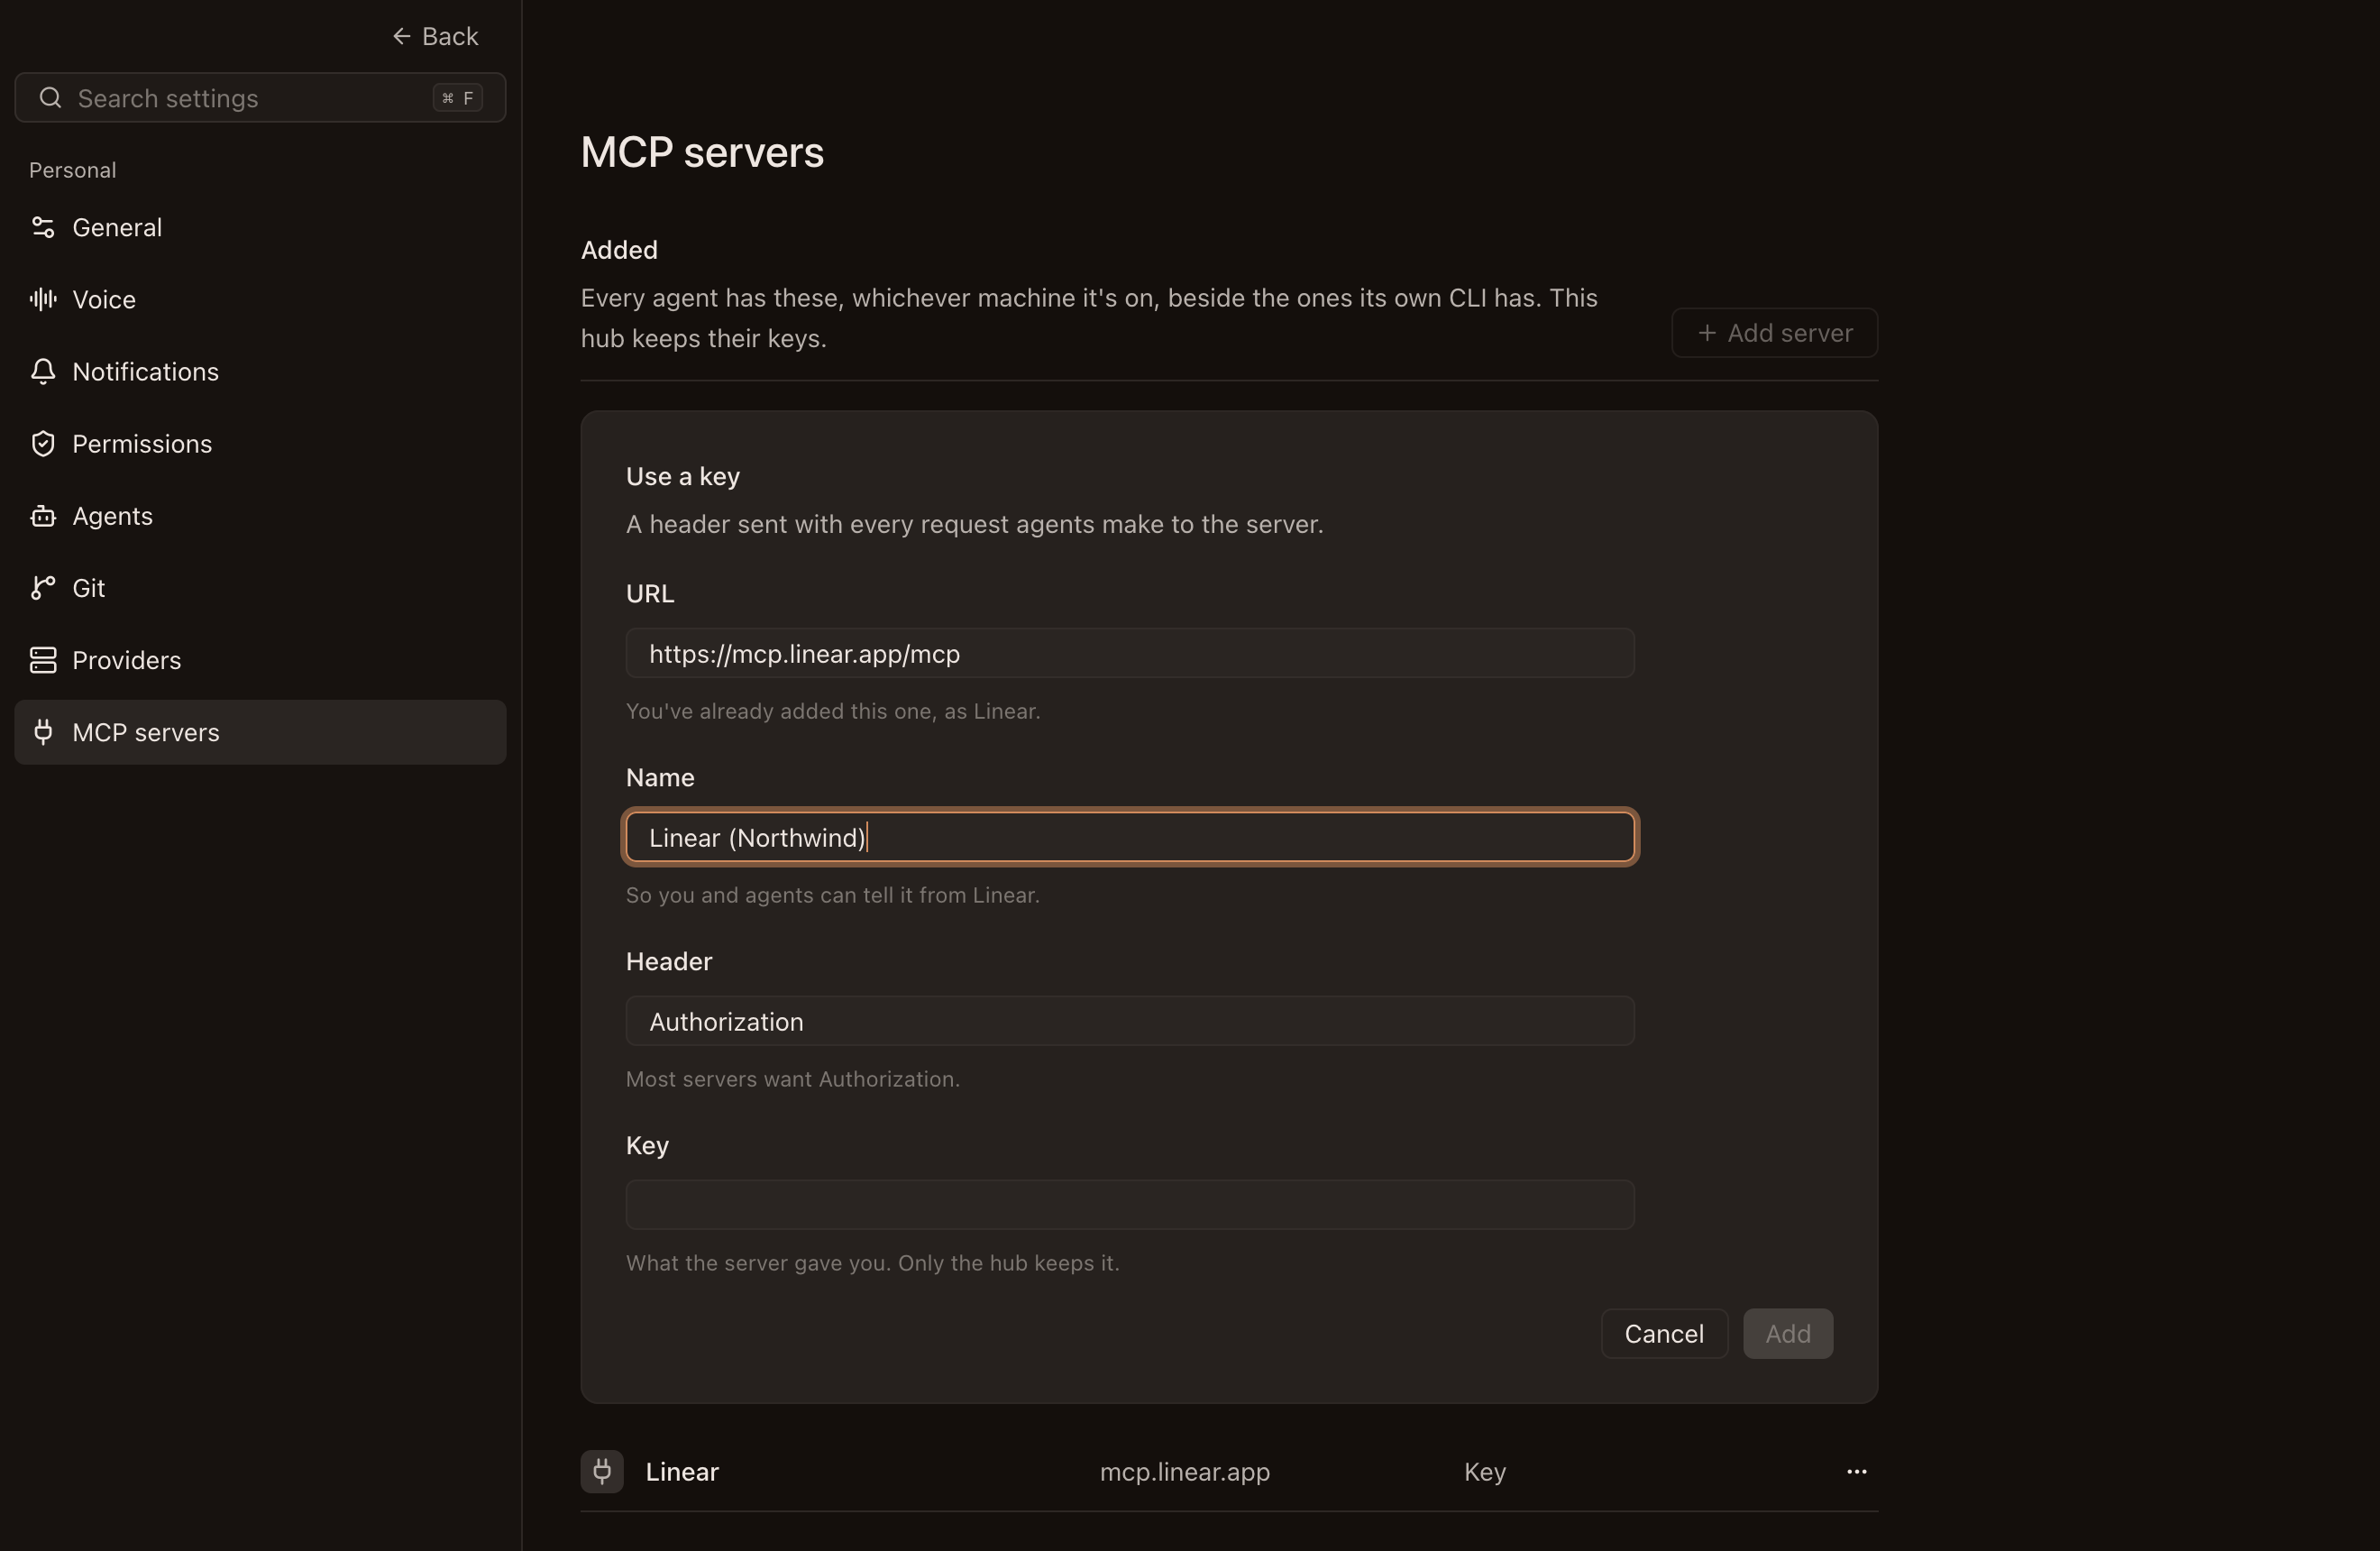 ← Back
Search settings ⌘ F
Personal
General
Voice
Notifications
Permissions
Agents
Git
Providers
MCP servers
MCP servers
Added
Every agent has these, whichever machine it's on, beside the ones its own CLI has. This
hub keeps their keys.
+ Add server
Use a key
A header sent with every request agents make to the server.
URL
https://mcp.linear.app/mcp
You've already added this one, as Linear.
Name
Linear (Northwind)
So you and agents can tell it from Linear.
Header
Authorization
Most servers want Authorization.
Key
What the server gave you. Only the hub keeps it.
Cancel Add
Linear mcp.linear.app Key ···